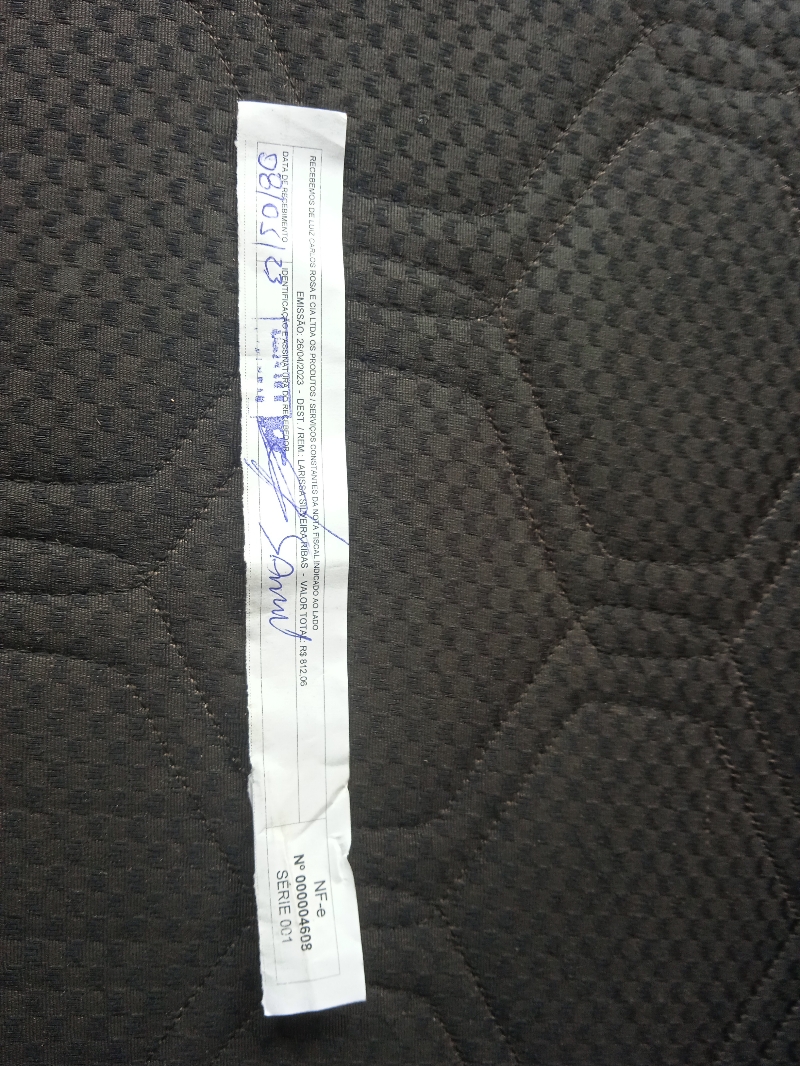 RECEBEMOS DE LUIZ CARLOS ROSA E CIA LTDA OS PRODUTOS / SERVIÇOS CONSTANTES DA NOTA FISCAL INDICADO AO LADO
EMISSÃO: 26/04/2023 - DEST. / REM.: LARISSA SILVEIRA RIBAS - VALOR TOTAL: R$ 812,06
DATA DE RECEBIMENTO
IDENTIFICAÇÃO E ASSINATURA DO RECEBEDOR
08/05/23
NF-e
Nº 000004608
SÉRIE 001